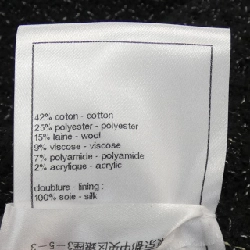 42% coton - cotton
25% polyester - polyester
15% laine - wool
9% viscose - viscose
7% polyamide - polyamide
2% acrylique - acrylic
doublure - lining :
100% soie - silk